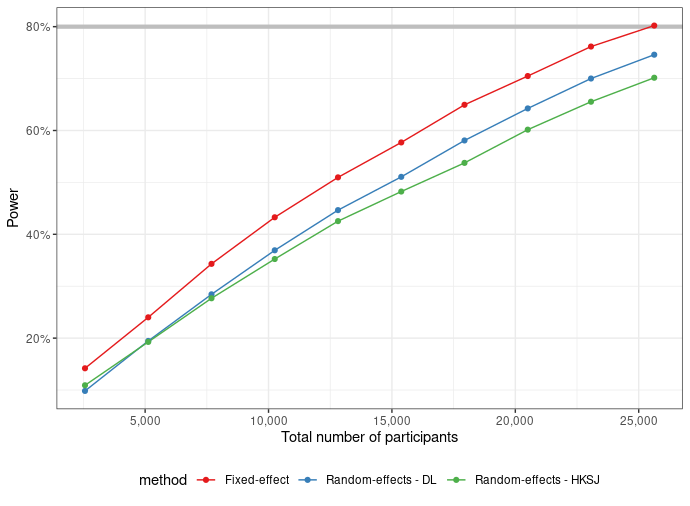 80%
60%
40%
20%
Power
5,000 10,000 15,000 20,000 25,000
Total number of participants
method Fixed-effect Random-effects - DL Random-effects - HKSJ